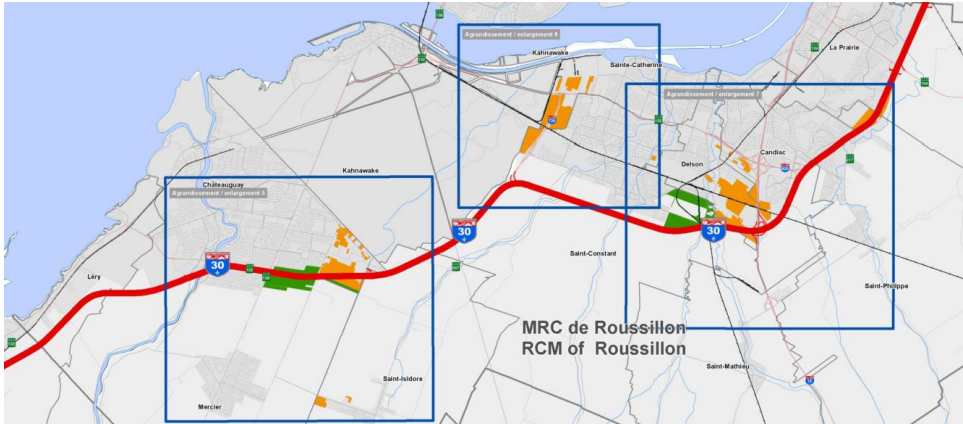 Agrandissement / enlargement 6
Kahnawake
Sainte-Catherine
La Prairie
Agrandissement / enlargement 7
Candiac
Delson
Kahnawake
Châteauguay
Agrandissement / enlargement 5
30
30
30
Léry
Saint-Constant
Saint-Philippe
MRC de Roussillon
RCM of Roussillon
Saint-Mathieu
Saint-Isidore
Mercier